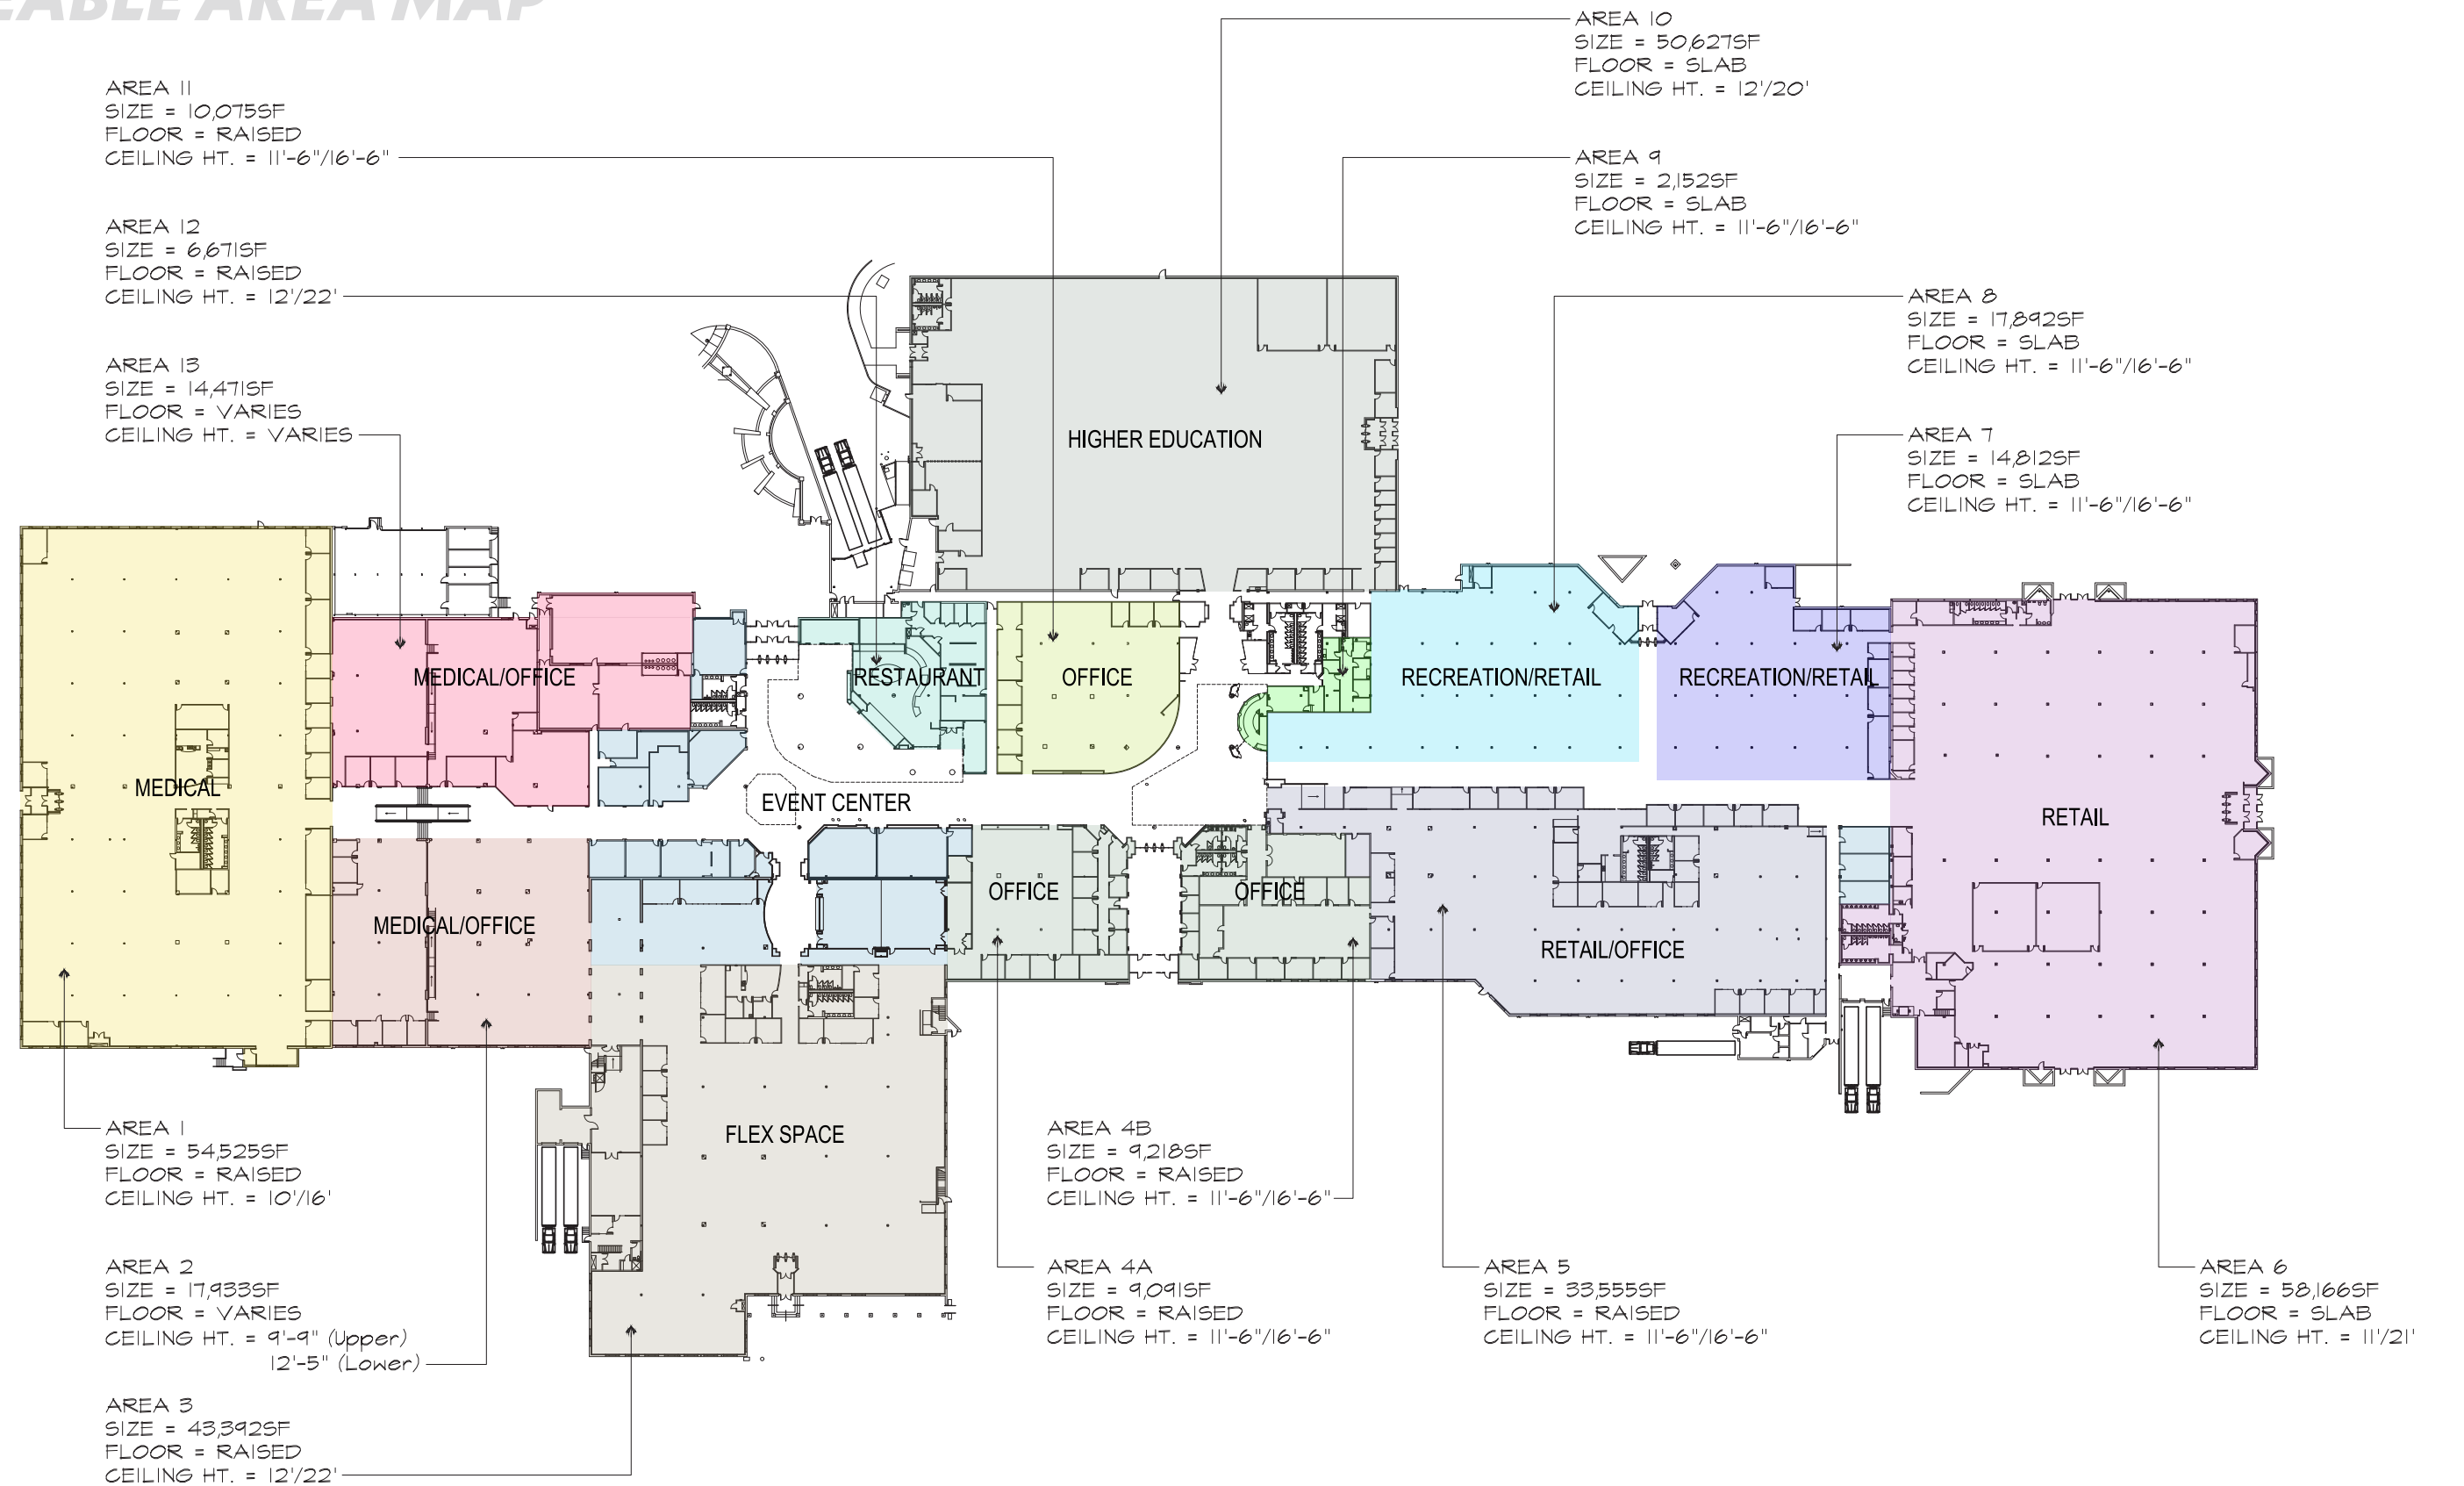 EABLE AREA MAP
AREA 10
SIZE = 50,627SF
FLOOR = SLAB
CEILING HT. = 12'/20'
AREA 11
SIZE = 10,075SF
FLOOR = RAISED
CEILING HT. = 11'-6"/16'-6"
AREA 9
SIZE = 2,152SF
FLOOR = SLAB
CEILING HT. = 11'-6"/16'-6"
AREA 12
SIZE = 6,671SF
FLOOR = RAISED
CEILING HT. = 12'/22'
AREA 8
SIZE = 17,892SF
FLOOR = SLAB
CEILING HT. = 11'-6"/16'-6"
AREA 13
SIZE = 14,471SF
FLOOR = VARIES
CEILING HT. = VARIES
AREA 7
SIZE = 14,812SF
FLOOR = SLAB
CEILING HT. = 11'-6"/16'-6"
HIGHER EDUCATION
MEDICAL/OFFICE
RESTAURANT
OFFICE
RECREATION/RETAIL
RECREATION/RETAIL
MEDICAL
EVENT CENTER
RETAIL
OFFICE
OFFICE
MEDICAL/OFFICE
RETAIL/OFFICE
FLEX SPACE
AREA 1
SIZE = 54,525SF
FLOOR = RAISED
CEILING HT. = 10'/16'
AREA 4B
SIZE = 9,218SF
FLOOR = RAISED
CEILING HT. = 11'-6"/16'-6"
AREA 2
SIZE = 17,933SF
FLOOR = VARIES
CEILING HT. = 9'-9" (Upper)
12'-5" (Lower)
AREA 4A
SIZE = 9,091SF
FLOOR = RAISED
CEILING HT. = 11'-6"/16'-6"
AREA 5
SIZE = 33,555SF
FLOOR = RAISED
CEILING HT. = 11'-6"/16'-6"
AREA 6
SIZE = 58,166SF
FLOOR = SLAB
CEILING HT. = 11'/21'
AREA 3
SIZE = 43,392SF
FLOOR = RAISED
CEILING HT. = 12'/22'